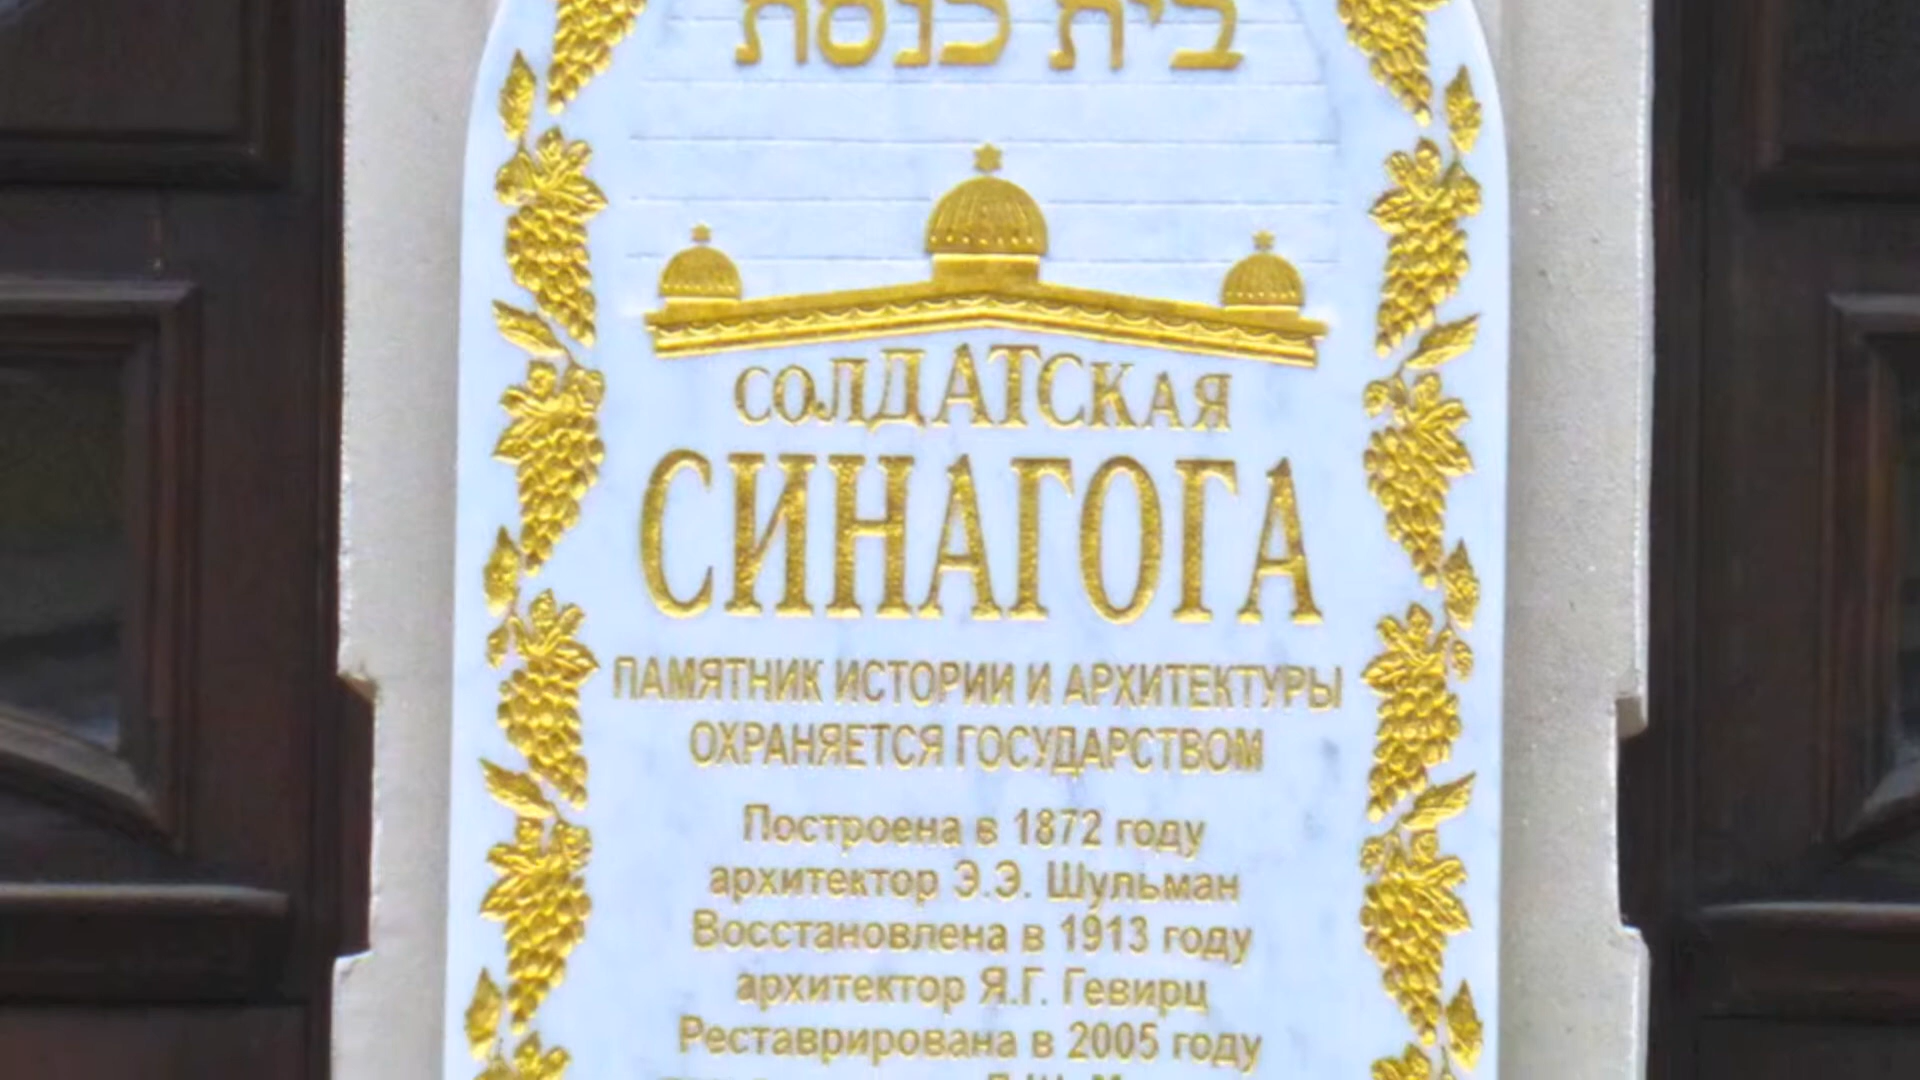 בית כנסת
СОЛДАТСКАЯ
СИНАГОГА
ПАМЯТНИК ИСТОРИИ И АРХИТЕКТУРЫ
ОХРАНЯЕТСЯ ГОСУДАРСТВОМ
Построена в 1872 году
архитектор Э.Э. Шульман
Восстановлена в 1913 году
архитектор Я.Г. Гевирц
Реставрирована в 2005 году